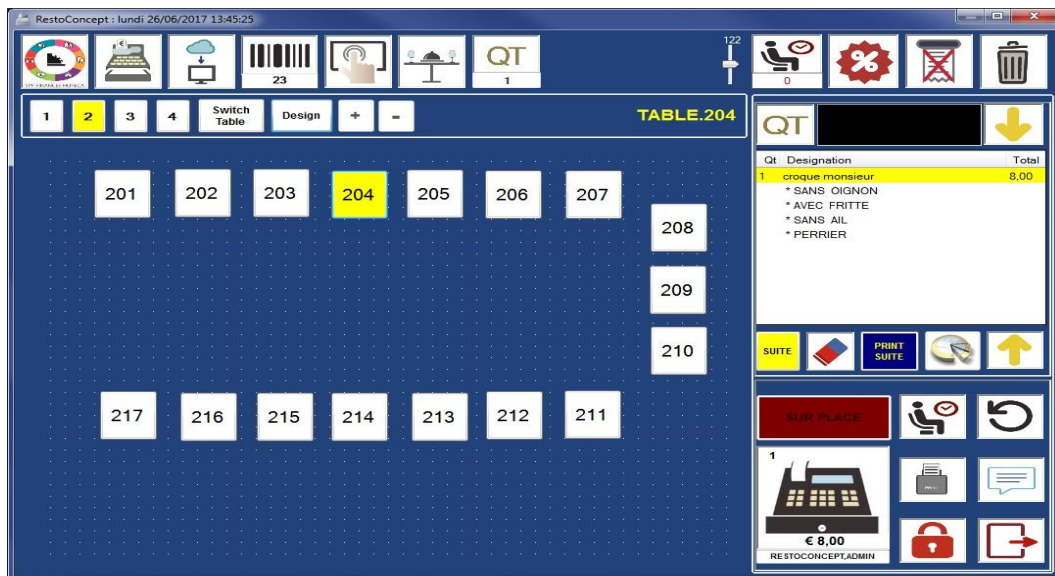 RestoConcept : lundi 26/06/2017 13:45:25
SPF FINANCES HORECA
23
QT
1
122
0
%
1 2 3 4 Switch Table Design + -
TABLE.204
QT
Qt Designation Total
1 croque monsieur 8,00
* SANS OIGNON
* AVEC FRITTE
* SANS AIL
* PERRIER
201 202 203 204 205 206 207
208
209
210
217 216 215 214 213 212 211
SUITE
PRINT SUITE
SUR PLACE
1
€ 8,00
RESTOCONCEPT,ADMIN